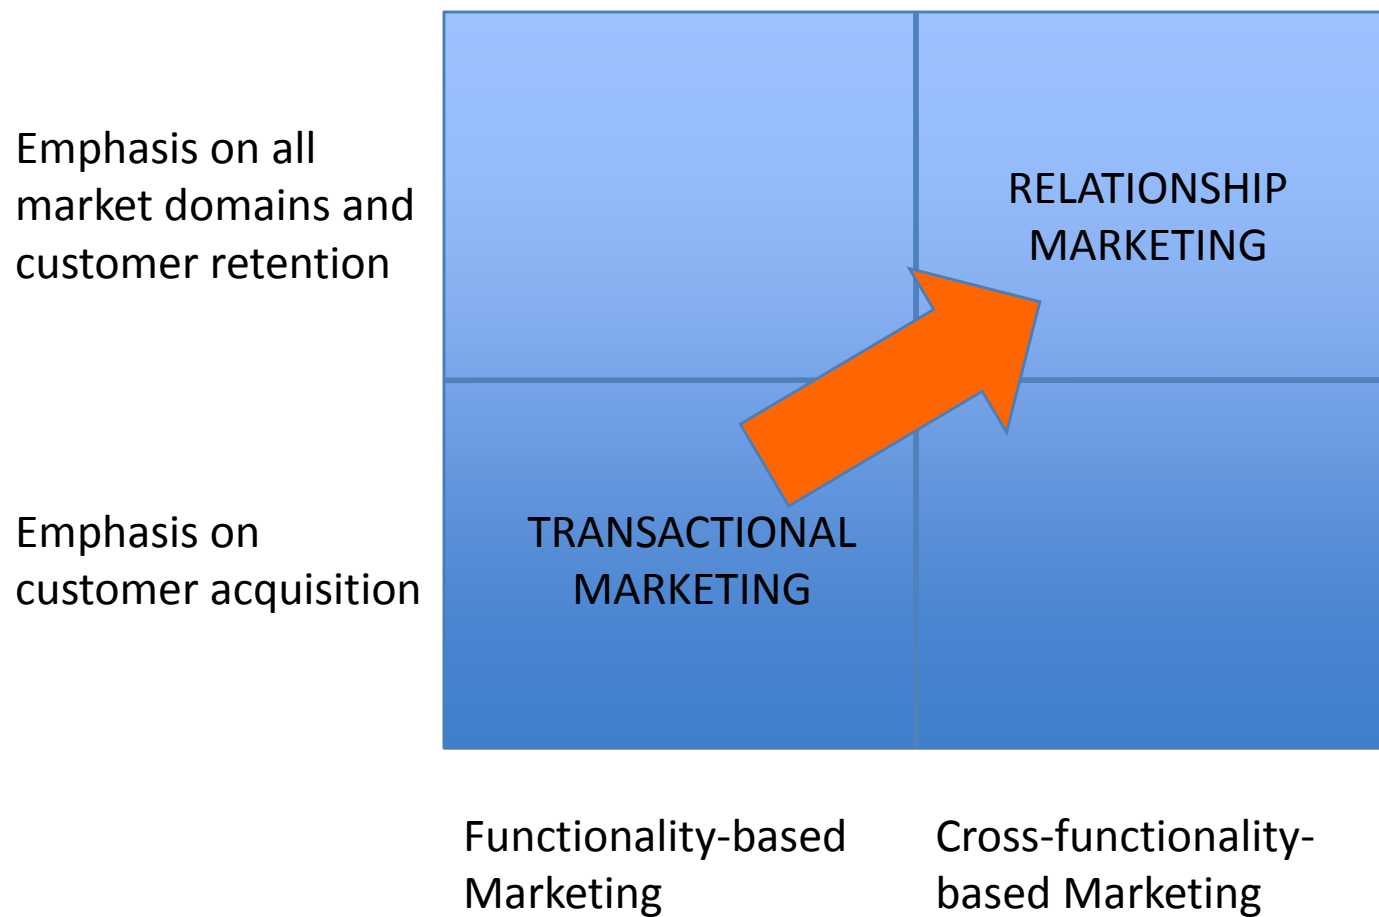 Emphasis on all
market domains and
customer retention
RELATIONSHIP
MARKETING
Emphasis on
customer acquisition
TRANSACTIONAL
MARKETING
Functionality-based
Marketing
Cross-functionality-
based Marketing